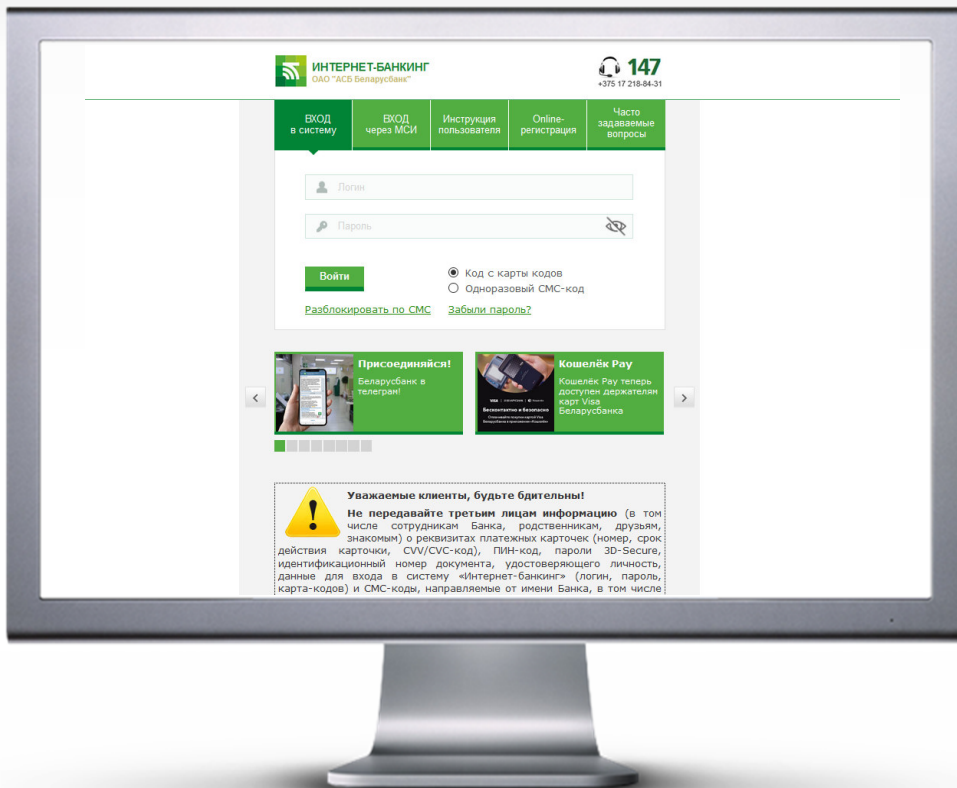 ИНТЕРНЕТ-БАНКИНГ
ОАО "АСБ Беларусбанк"
147
+375 17 218-84-31
ВХОД
в систему
ВХОД
через МСИ
Инструкция
пользователя
Online-
регистрация
Часто
задаваемые
вопросы
Логин
Пароль
Войти
Код с карты кодов
Одноразовый СМС-код
Разблокировать по СМС
Забыли пароль?
Присоединяйся!
Беларусбанк в
телеграм!
VISA
Бесконтактно и безопасно
Кошелёк Pay
Кошелёк Pay теперь
доступен держателям
карт Visa
Беларусбанка
Уважаемые клиенты, будьте бдительны!
Не передавайте третьим лицам информацию (в том
числе сотрудникам Банка, родственникам, друзьям,
знакомым) о реквизитах платежных карточек (номер, срок
действия карточки, CVV/CVC-код), ПИН-код, пароли 3D-Secure,
идентификационный номер документа, удостоверяющего личность,
данные для входа в систему «Интернет-банкинг» (логин, пароль,
карта-кодов) и СМС-коды, направляемые от имени Банка, в том числе